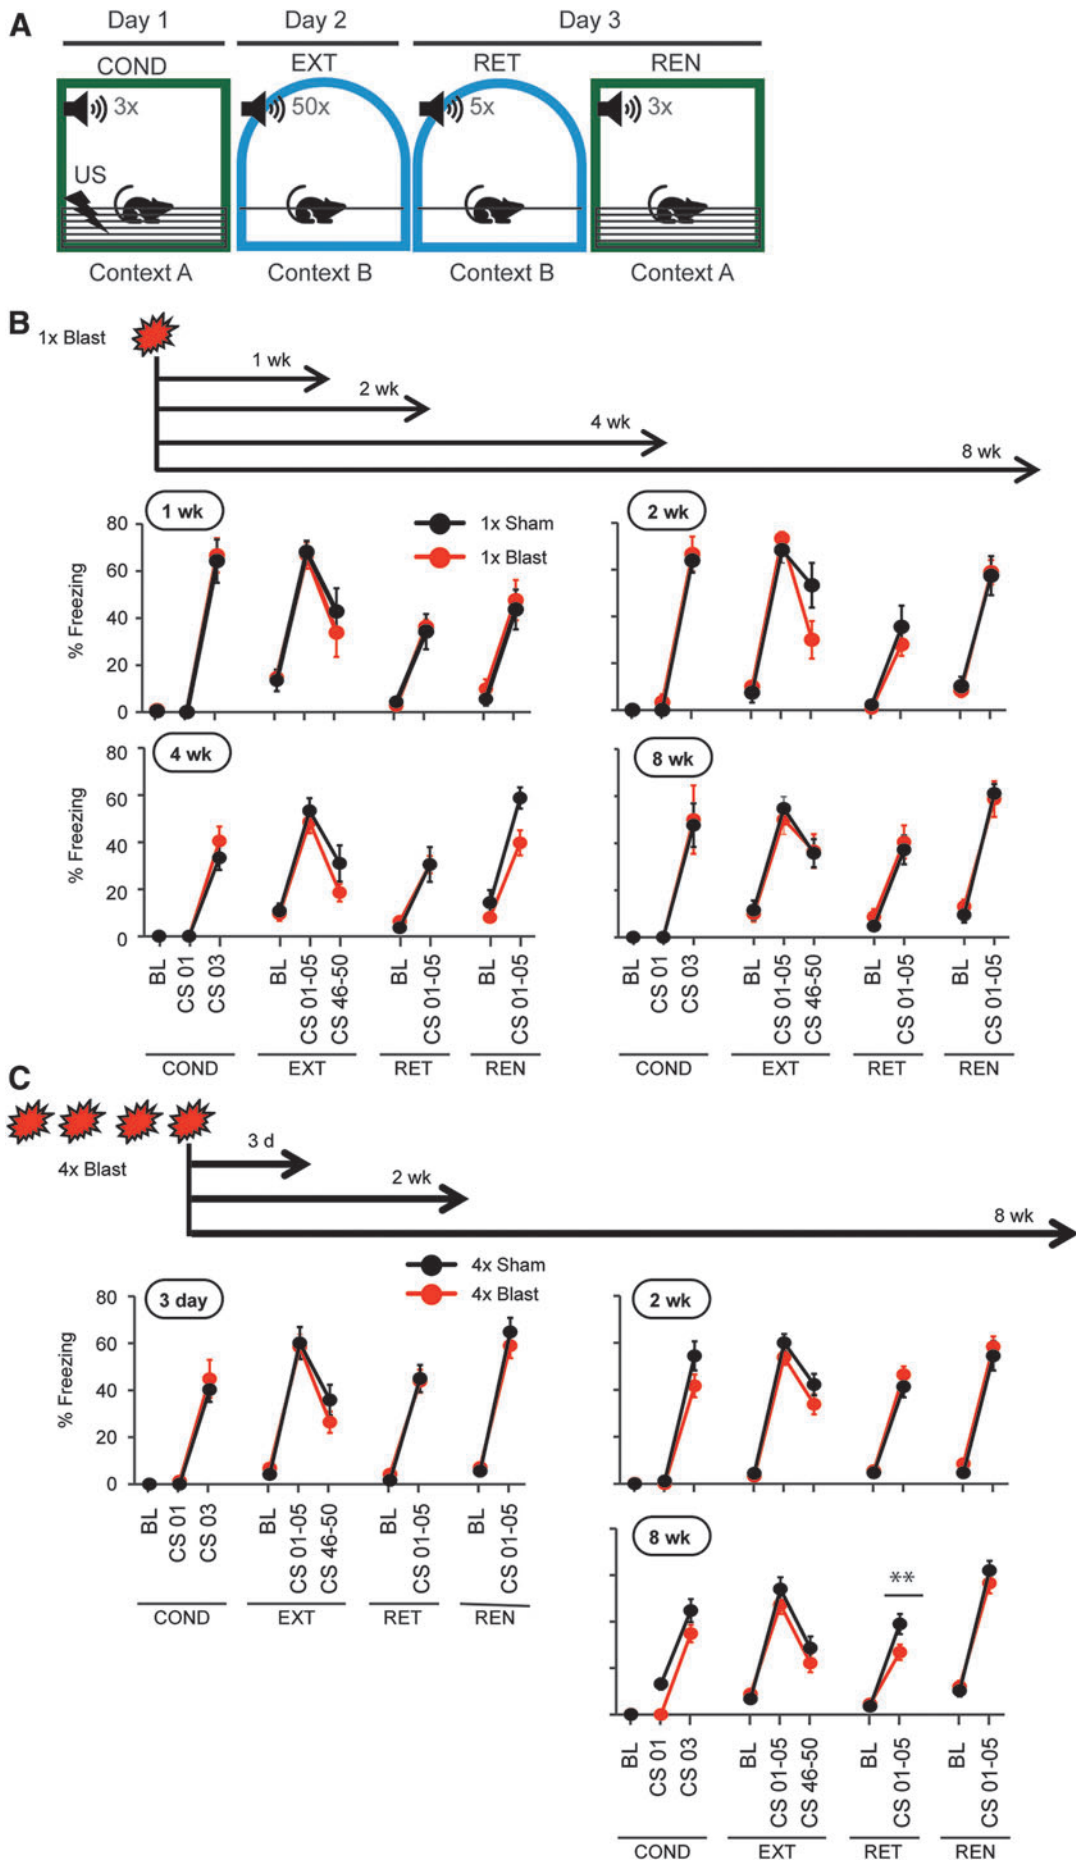 A
Day 1 Day 2 Day 3
COND EXT RET REN
3x 50x 5x 3x
US
Context A Context B Context B Context A
B
1x Blast
1 wk
2 wk
4 wk
8 wk
1 wk 2 wk
1x Sham
1x Blast
% Freezing
80
60
40
20
0
4 wk 8 wk
% Freezing
80
60
40
20
0
BL CS 01 CS 03 BL CS 01-05 CS 46-50 BL CS 01-05 BL CS 01-05
COND EXT RET REN
BL CS 01 CS 03 BL CS 01-05 CS 46-50 BL CS 01-05 BL CS 01-05
COND EXT RET REN
C
4x Blast
3 d
2 wk
8 wk
4x Sham
4x Blast
3 day 2 wk
% Freezing
80
60
40
20
0
BL CS 01 CS 03 BL CS 01-05 CS 46-50 BL CS 01-05 BL CS 01-05
COND EXT RET REN
8 wk
**
BL CS 01 CS 03 BL CS 01-05 CS 46-50 BL CS 01-05 BL CS 01-05
COND EXT RET REN